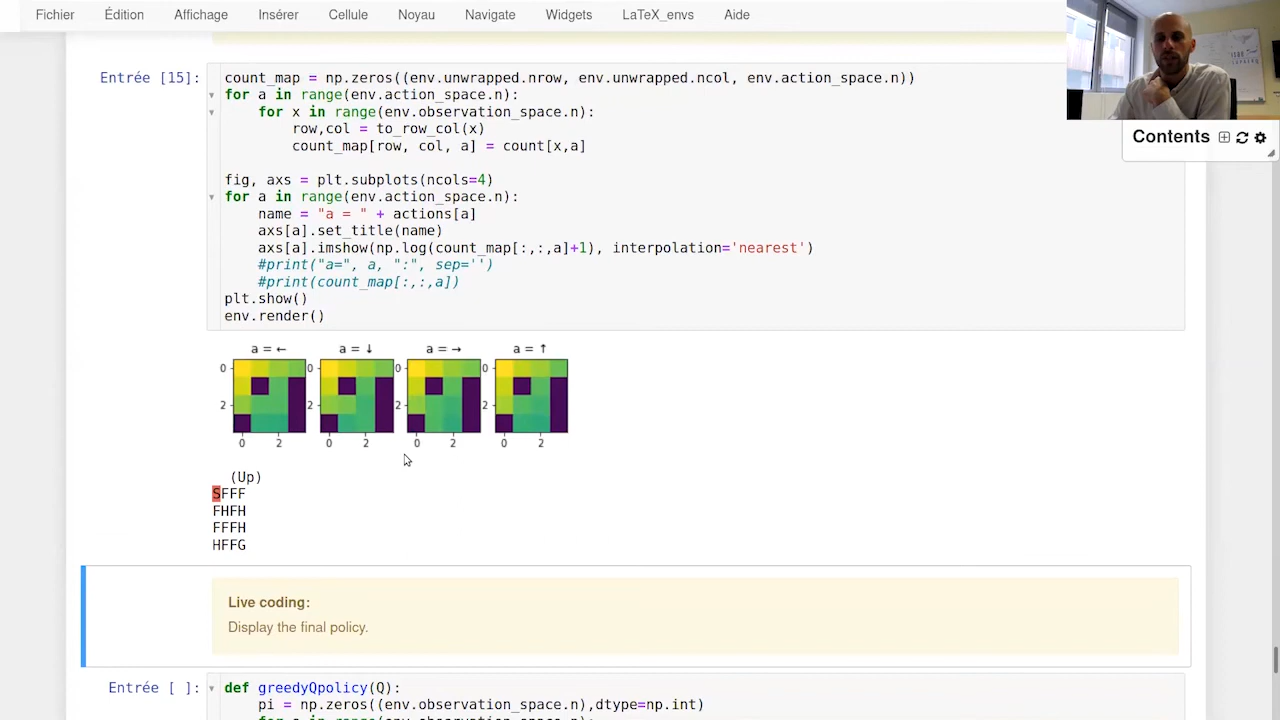 Fichier Édition Affichage Insérer Cellule Noyau Navigate Widgets LaTeX_envs Aide
Contents
Entrée [15]:
count_map = np.zeros((env.unwrapped.nrow, env.unwrapped.ncol, env.action_space.n))
for a in range(env.action_space.n):
    for x in range(env.observation_space.n):
        row,col = to_row_col(x)
        count_map[row, col, a] = count[x,a]
fig, axs = plt.subplots(ncols=4)
for a in range(env.action_space.n):
    name = "a = " + actions[a]
    axs[a].set_title(name)
    axs[a].imshow(np.log(count_map[:,:,a]+1), interpolation='nearest')
    #print("a=", a, ":", sep='')
    #print(count_map[:,:,a])
plt.show()
env.render()
a = ← a = ↓ a = → a = ↑
0 0 0 0
2 2 2 2
0 2 0 2 0 2 0 2
(Up)
SFFF
FHFH
FFFH
HFFG
Live coding:
Display the final policy.
Entrée [ ]:
def greedyQpolicy(Q):
    pi = np.zeros((env.observation_space.n),dtype=np.int)